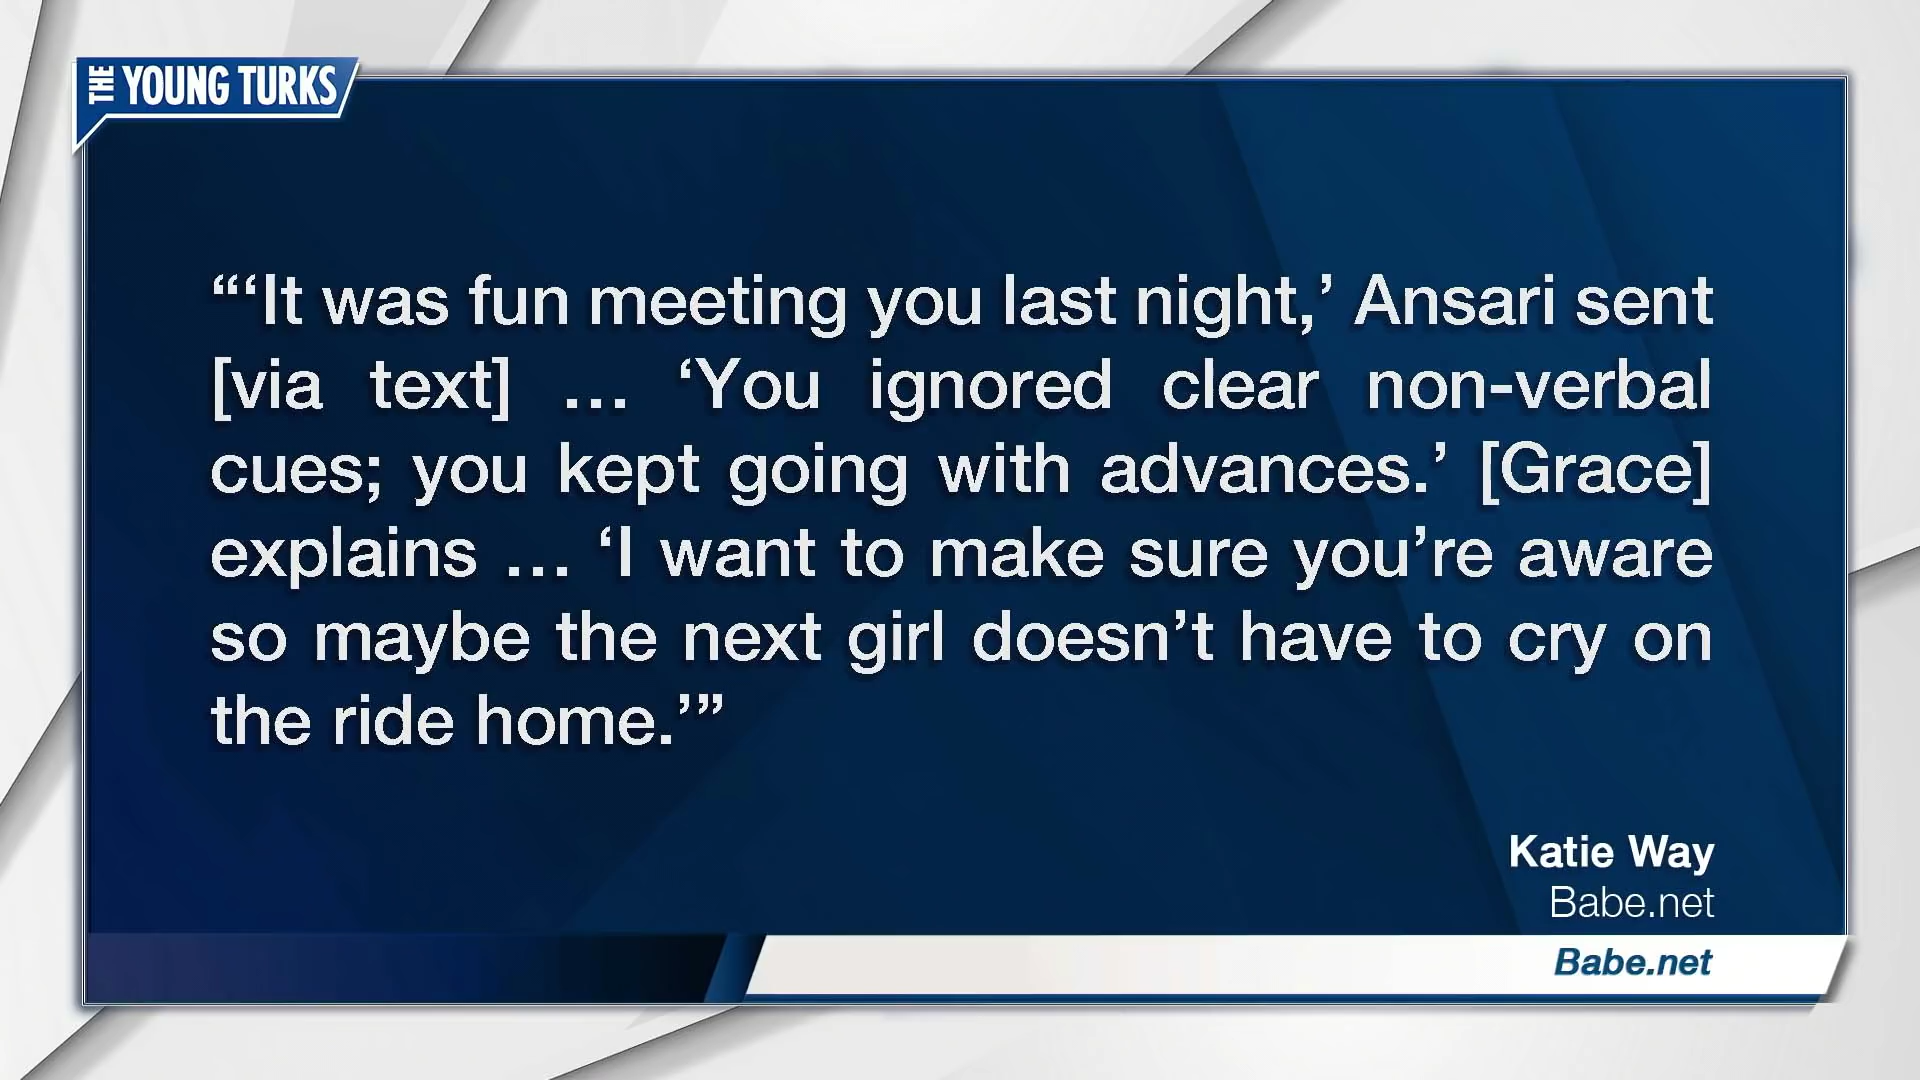 THE YOUNG TURKS
“‘It was fun meeting you last night,’ Ansari sent
[via text] … ‘You ignored clear non-verbal
cues; you kept going with advances.’ [Grace]
explains … ‘I want to make sure you’re aware
so maybe the next girl doesn’t have to cry on
the ride home.’”
Katie Way
Babe.net
Babe.net